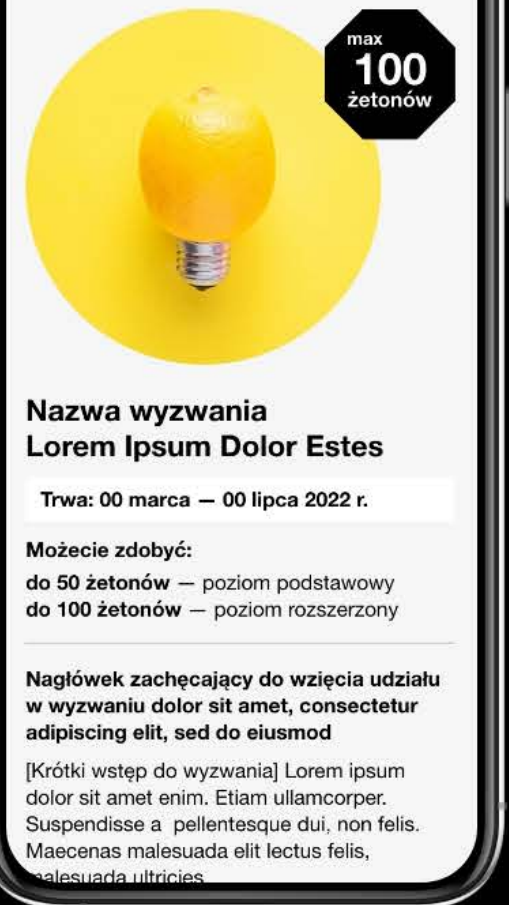 max
100
żetonów
Nazwa wyzwania
Lorem Ipsum Dolor Estes
Trwa: 00 marca — 00 lipca 2022 r.
Możecie zdobyć:
do 50 żetonów — poziom podstawowy
do 100 żetonów — poziom rozszerzony
Nagłówek zachęcający do wzięcia udziału
w wyzwaniu dolor sit amet, consectetur
adipiscing elit, sed do eiusmod
[Krótki wstęp do wyzwania] Lorem ipsum
dolor sit amet enim. Etiam ullamcorper.
Suspendisse a  pellentesque dui, non felis.
Maecenas malesuada elit lectus felis,
malesuada ultricies